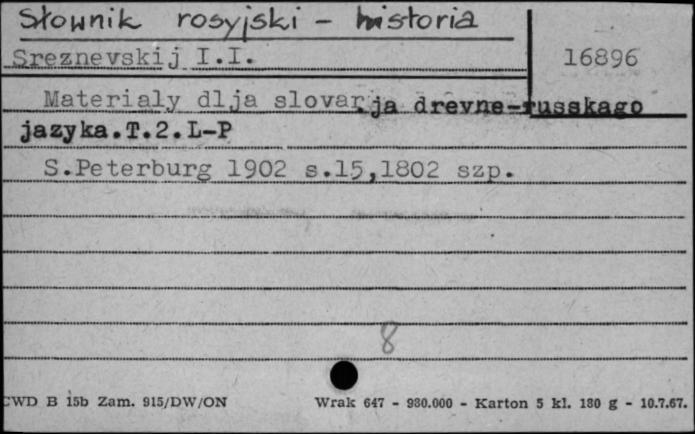 Słownik rosyjski - historia
Sreznevskij I.I.
16896
Materialy dlja slovarja drevne-russkago
jazyka.T.2.L-P
S.Peterburg 1902 s.15,1802 szp.
8
CWD B 15b Zam. 915/DW/ON
Wrak 647 - 980.000 - Karton 5 kl. 180 g - 10.7.67.